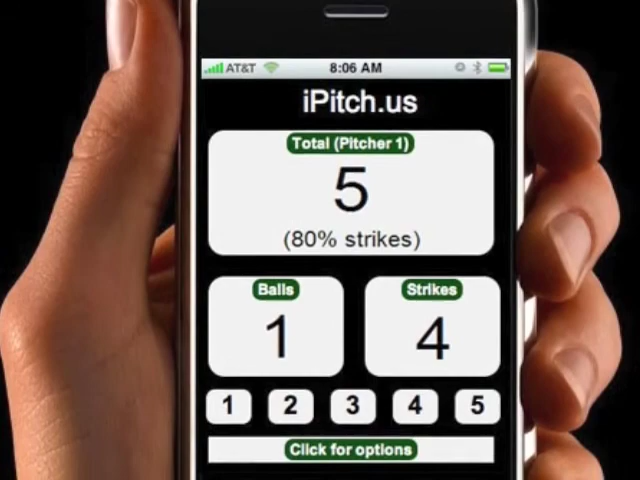 AT&T 8:06 AM
iPitch.us
Total (Pitcher 1)
5
(80% strikes)
Balls Strikes
1 4
1 2 3 4 5
Click for options